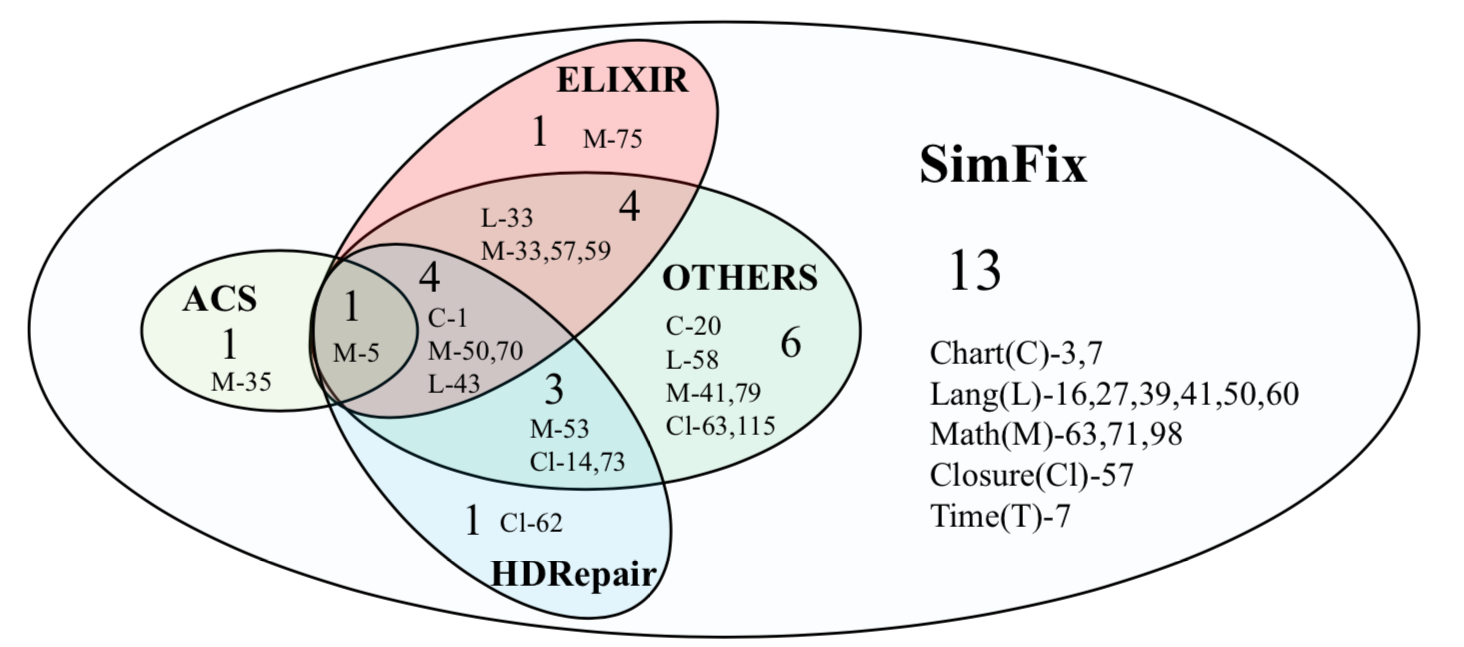 ELIXIR
1 M-75
SimFix
13
Chart(C)-3,7
Lang(L)-16,27,39,41,50,60
Math(M)-63,71,98
Closure(Cl)-57
Time(T)-7
4
L-33
M-33,57,59
OTHERS
6
C-20
L-58
M-41,79
Cl-63,115
ACS
1
M-35
1
M-5
4
C-1
M-50,70
L-43
3
M-53
Cl-14,73
1 Cl-62
HDRepair